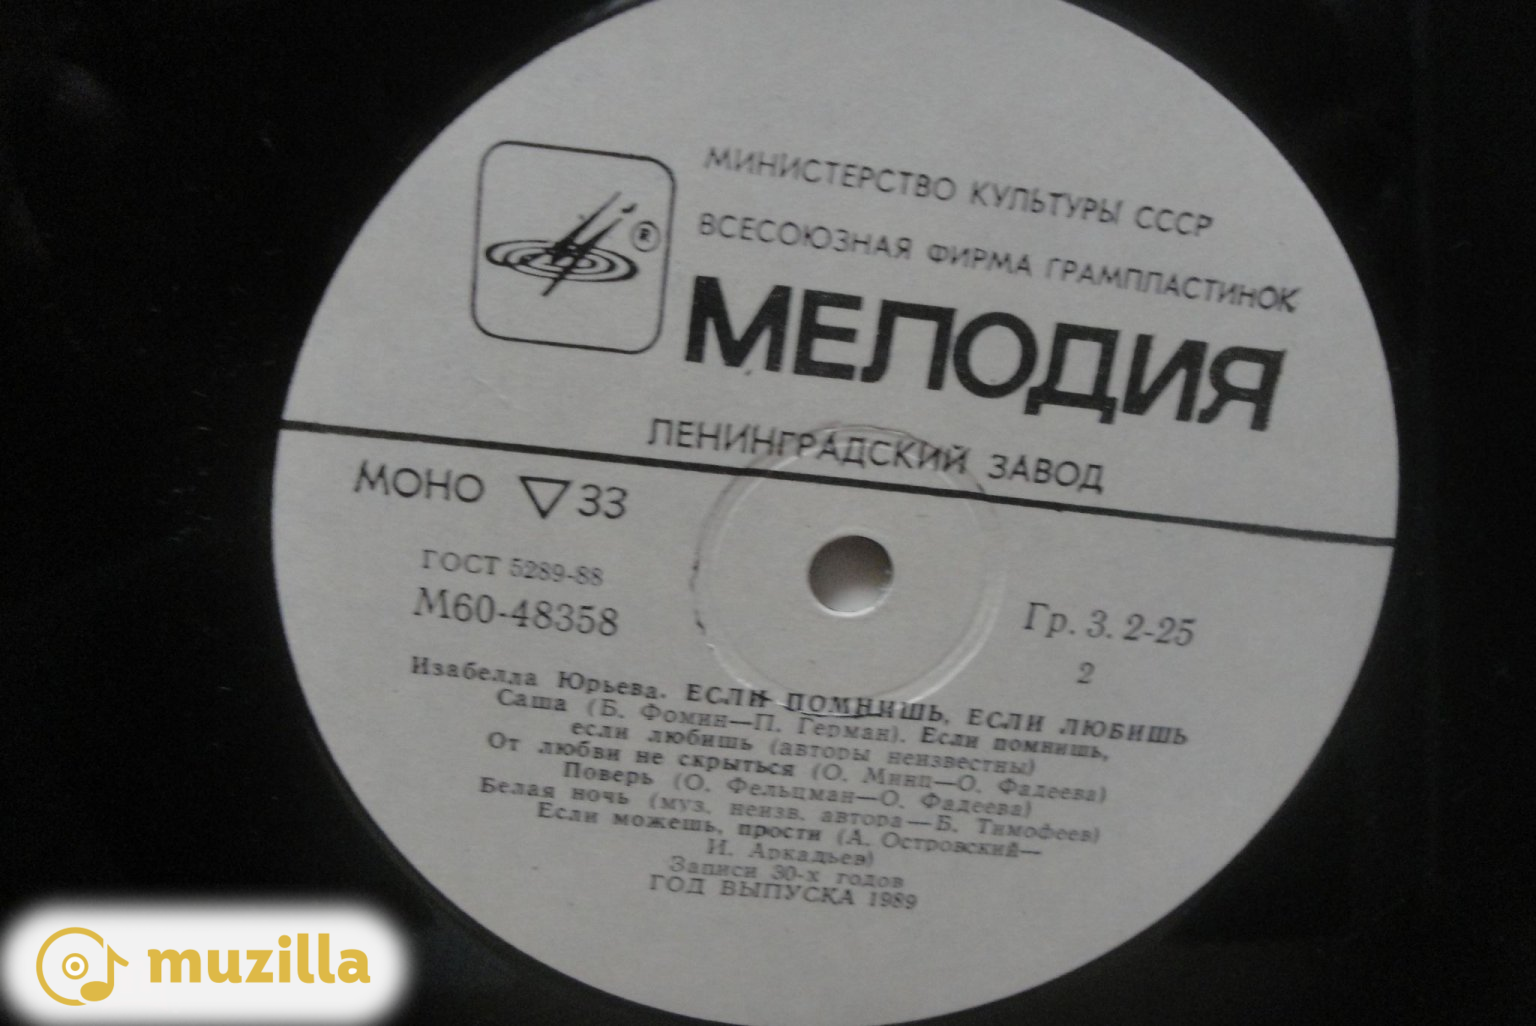 МИНИСТЕРСТВО КУЛЬТУРЫ СССР
ВСЕСОЮЗНАЯ ФИРМА ГРАМПЛАСТИНОК
®
МЕЛОДИЯ
ЛЕНИНГРАДСКИЙ ЗАВОД
МОНО ▽ 33
ГОСТ 5289-88
М60-48358
Гр. 3. 2-25
2
Изабелла Юрьева. ЕСЛИ ПОМНИШЬ, ЕСЛИ ЛЮБИШЬ
Саша (Б. Фомин—П. Герман). Если помнишь,
если любишь (авторы неизвестны)
От любви не скрыться (О. Минц—О. Фадеева)
Поверь (О. Фельцман—О. Фадеева)
Белая ночь (муз. неизв. автора—Б. Тимофеев)
Если можешь, прости (А. Островский—
И. Аркадьев)
Записи 30-х годов
ГОД ВЫПУСКА 1989
muzilla